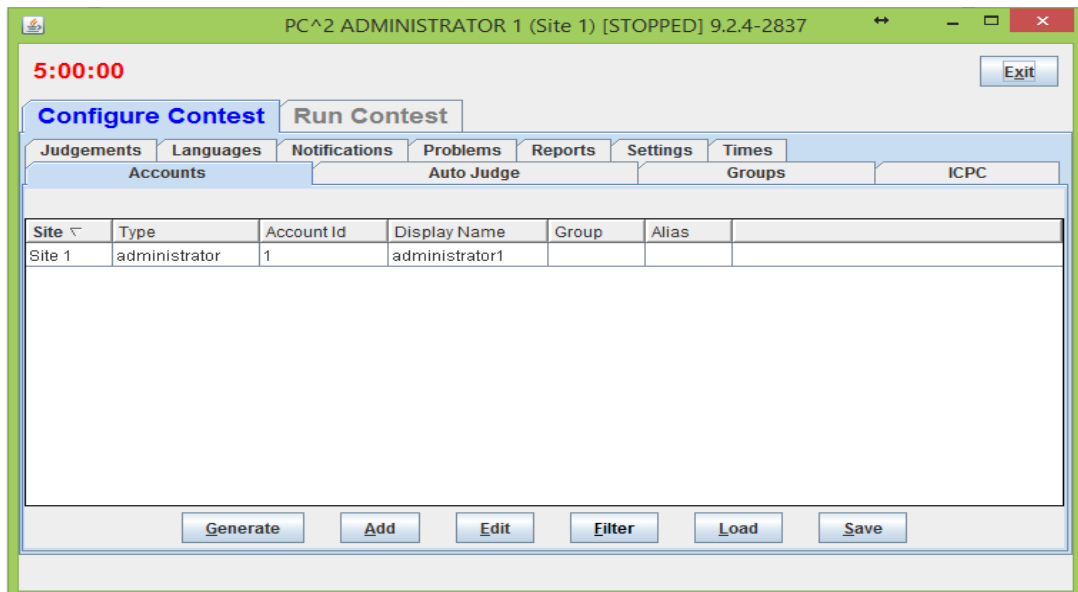 PC^2 ADMINISTRATOR 1 (Site 1) [STOPPED] 9.2.4-2837
5:00:00 Exit
Configure Contest Run Contest
Judgements Languages Notifications Problems Reports Settings Times
Accounts Auto Judge Groups ICPC
Site Type Account Id Display Name Group Alias
Site 1 administrator 1 administrator1
Generate Add Edit Filter Load Save